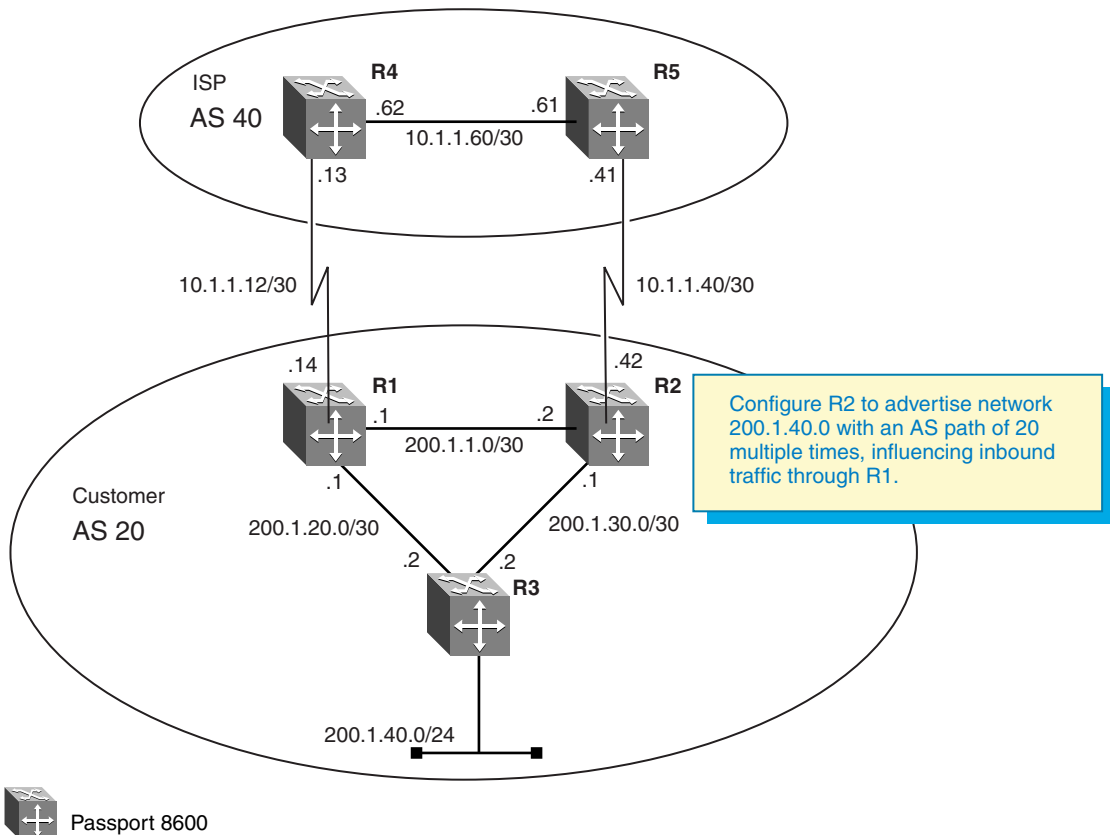 R4
R5
ISP
AS 40
.62
.61
10.1.1.60/30
.13
.41
10.1.1.12/30
10.1.1.40/30
.14
.42
R1
R2
.1
.2
200.1.1.0/30
Configure R2 to advertise network
200.1.40.0 with an AS path of 20
multiple times, influencing inbound
traffic through R1.
.1
.1
Customer
AS 20
200.1.20.0/30
200.1.30.0/30
.2
.2
R3
200.1.40.0/24
Passport 8600